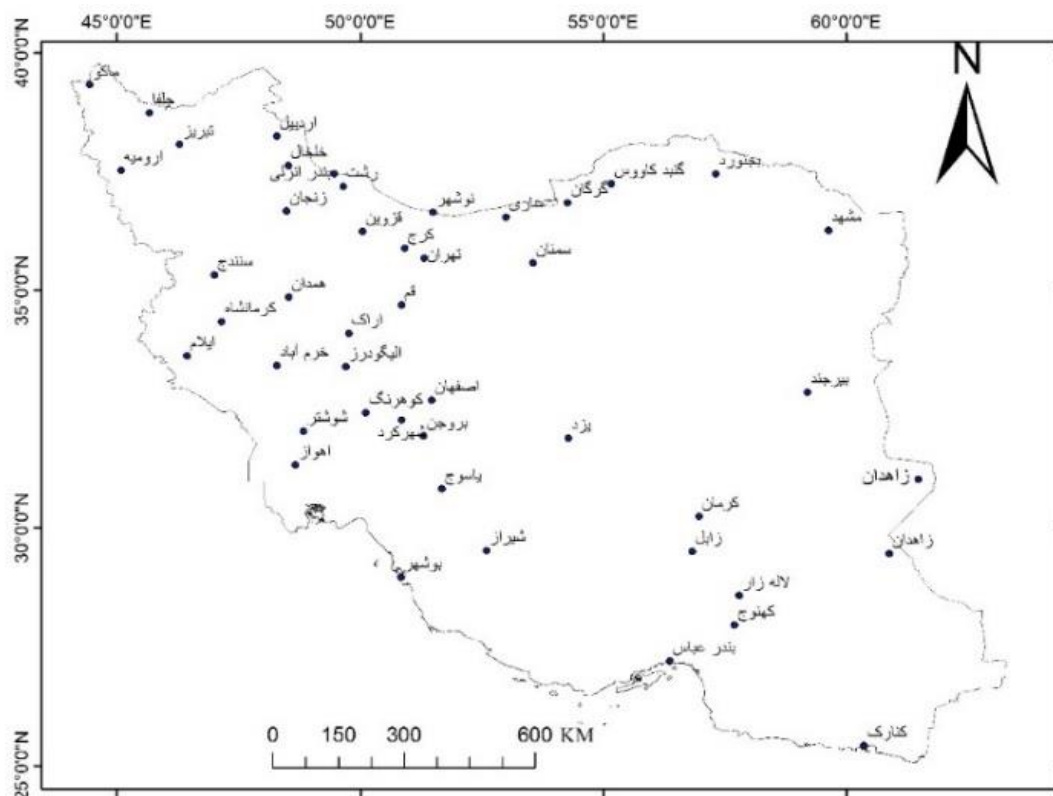 45°0'0"E 50°0'0"E 55°0'0"E 60°0'0"E
40°0'0"N
35°0'0"N
30°0'0"N
25°0'0"N
N
ماکو
جلفا
تبریز
ارومیه
اردبیل
خلخال
رشت بندر انزلی
زنجان
قزوین
نوشهر
ساری
گرگان
گنبد کاووس
بجنورد
مشهد
کرج
تهران
سمنان
سنندج
همدان
قم
کرمانشاه
اراک
ایلام
خرم آباد
الیگودرز
بیرجند
اصفهان
کوهرنگ
بروجن
شهرکرد
شوشتر
یزد
اهواز
زاهدان
یاسوج
کرمان
شیراز
زابل
زاهدان
بوشهر
لاله زار
کهنوج
بندر عباس
کنارک
0 150 300 600 KM